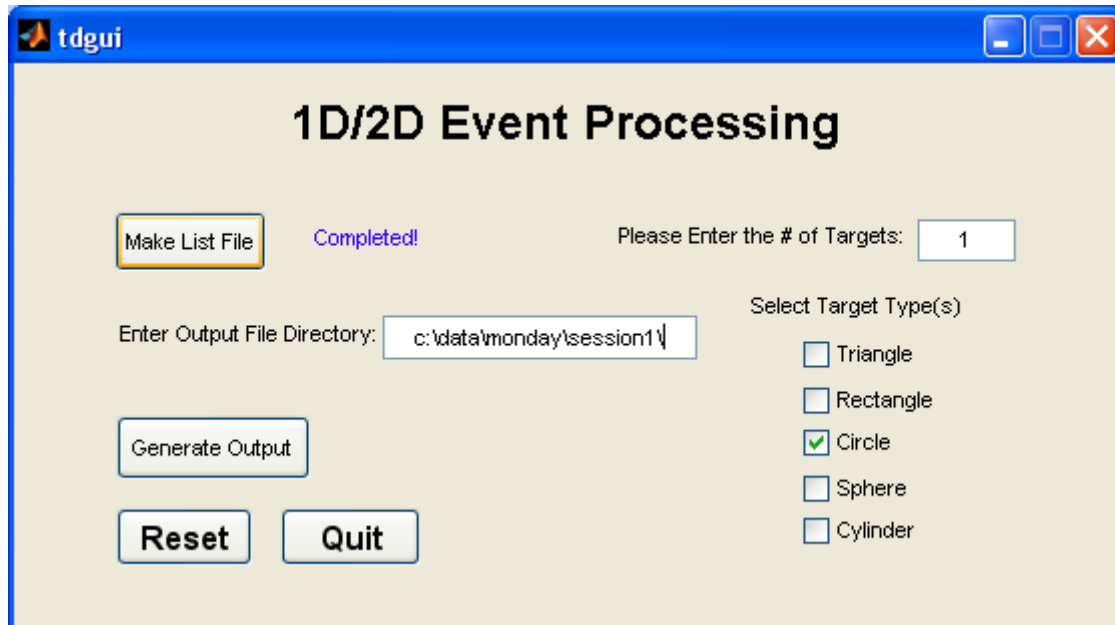 tdgui
1D/2D Event Processing
Make List File
Completed!
Please Enter the # of Targets:
1
Enter Output File Directory:
c:\data\monday\session1\
Select Target Type(s)
Triangle
Rectangle
Circle
Sphere
Cylinder
Generate Output
Reset
Quit